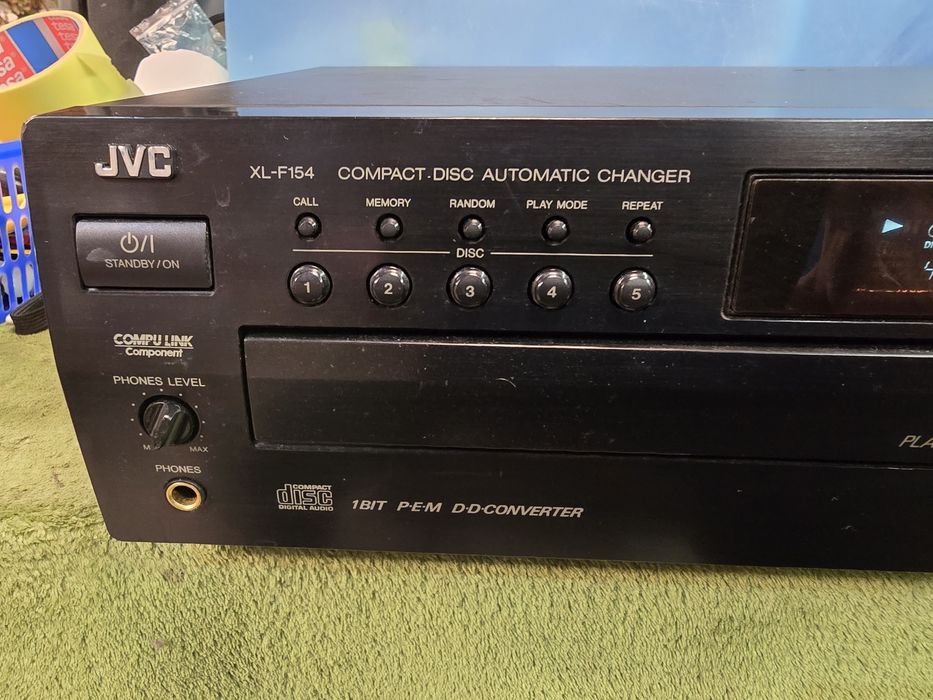 tesa
tesa
JVC
XL-F154 COMPACT DISC AUTOMATIC CHANGER
CALL MEMORY RANDOM PLAY MODE REPEAT
DISC
1 2 3 4 5
STANDBY/ON
COMPU LINK
Component
PHONES LEVEL
MAX
PHONES
COMPACT
disc
DIGITAL AUDIO
1BIT P.E.M D.D.CONVERTER